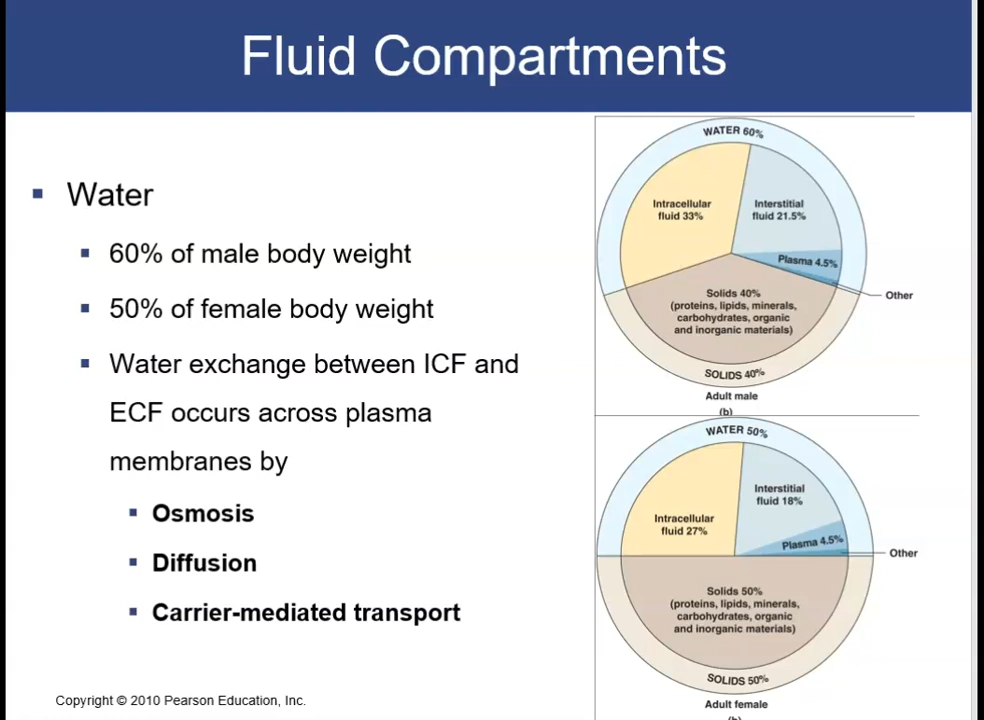 Fluid Compartments
Water
60% of male body weight
50% of female body weight
Water exchange between ICF and
ECF occurs across plasma
membranes by
Osmosis
Diffusion
Carrier-mediated transport
Copyright © 2010 Pearson Education, Inc.
WATER 60%
Intracellular
fluid 33%
Interstitial
fluid 21.5%
Plasma 4.5%
Other
Solids 40%
(proteins, lipids, minerals,
carbohydrates, organic
and inorganic materials)
SOLIDS 40%
Adult male
(b)
WATER 50%
Interstitial
fluid 18%
Intracellular
fluid 27%
Plasma 4.5%
Other
Solids 50%
(proteins, lipids, minerals,
carbohydrates, organic
and inorganic materials)
SOLIDS 50%
Adult female